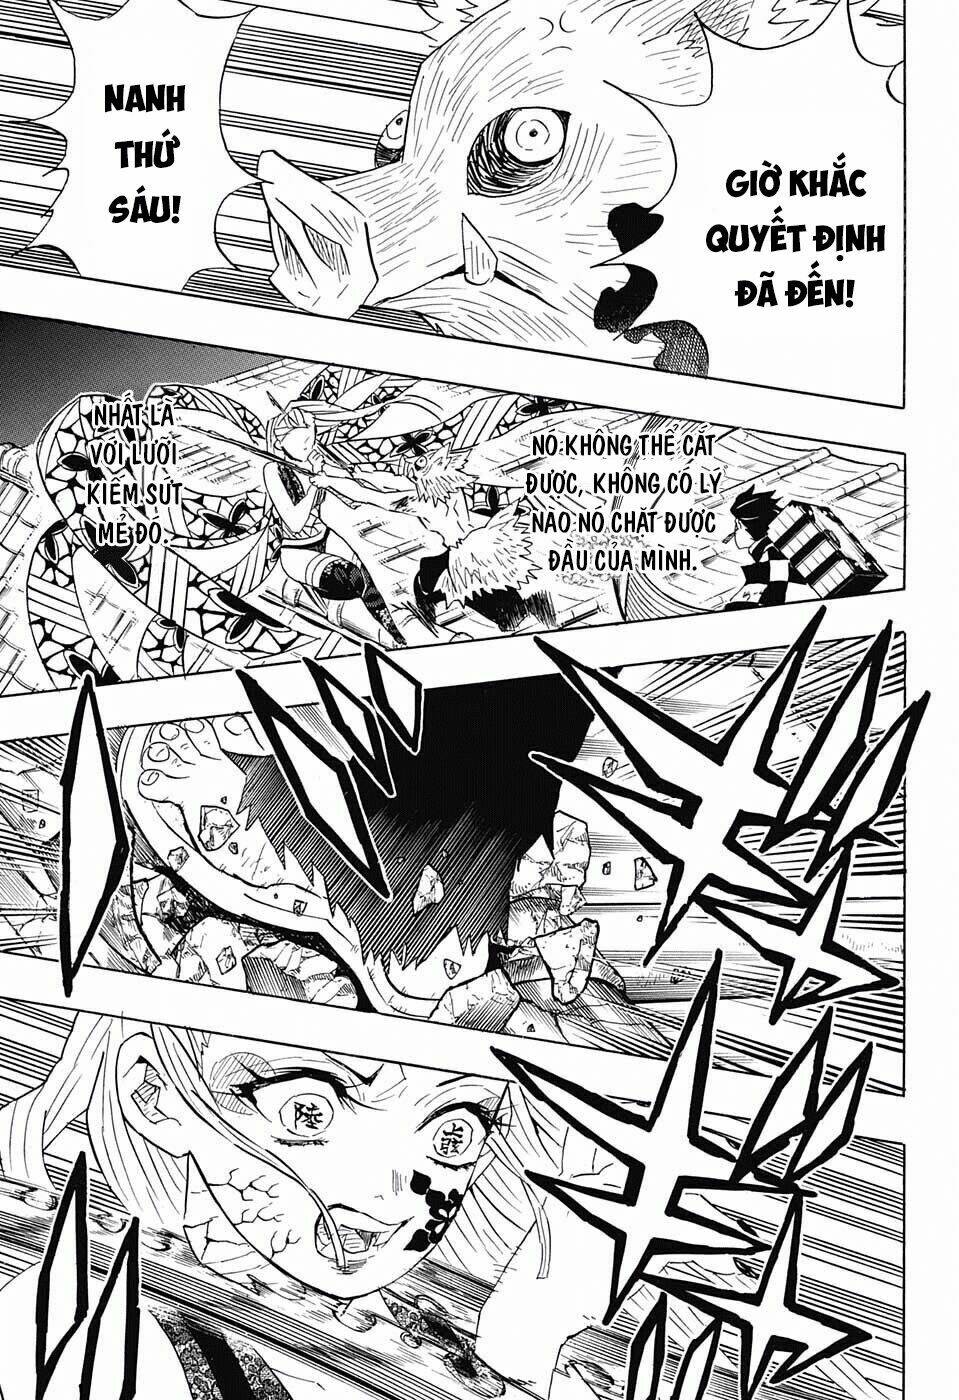 GIỜ KHẮC
QUYẾT ĐỊNH
ĐÃ ĐẾN!
NANH
THỨ
SÁU!
NÓ KHÔNG THỂ CẮT
ĐƯỢC, KHÔNG CÓ LÝ
NÀO NÓ CHẶT ĐƯỢC
ĐẦU CỦA MÌNH.
NHẤT LÀ
VỚI LƯỠI
KIẾM SỨT
MẺ ĐÓ.